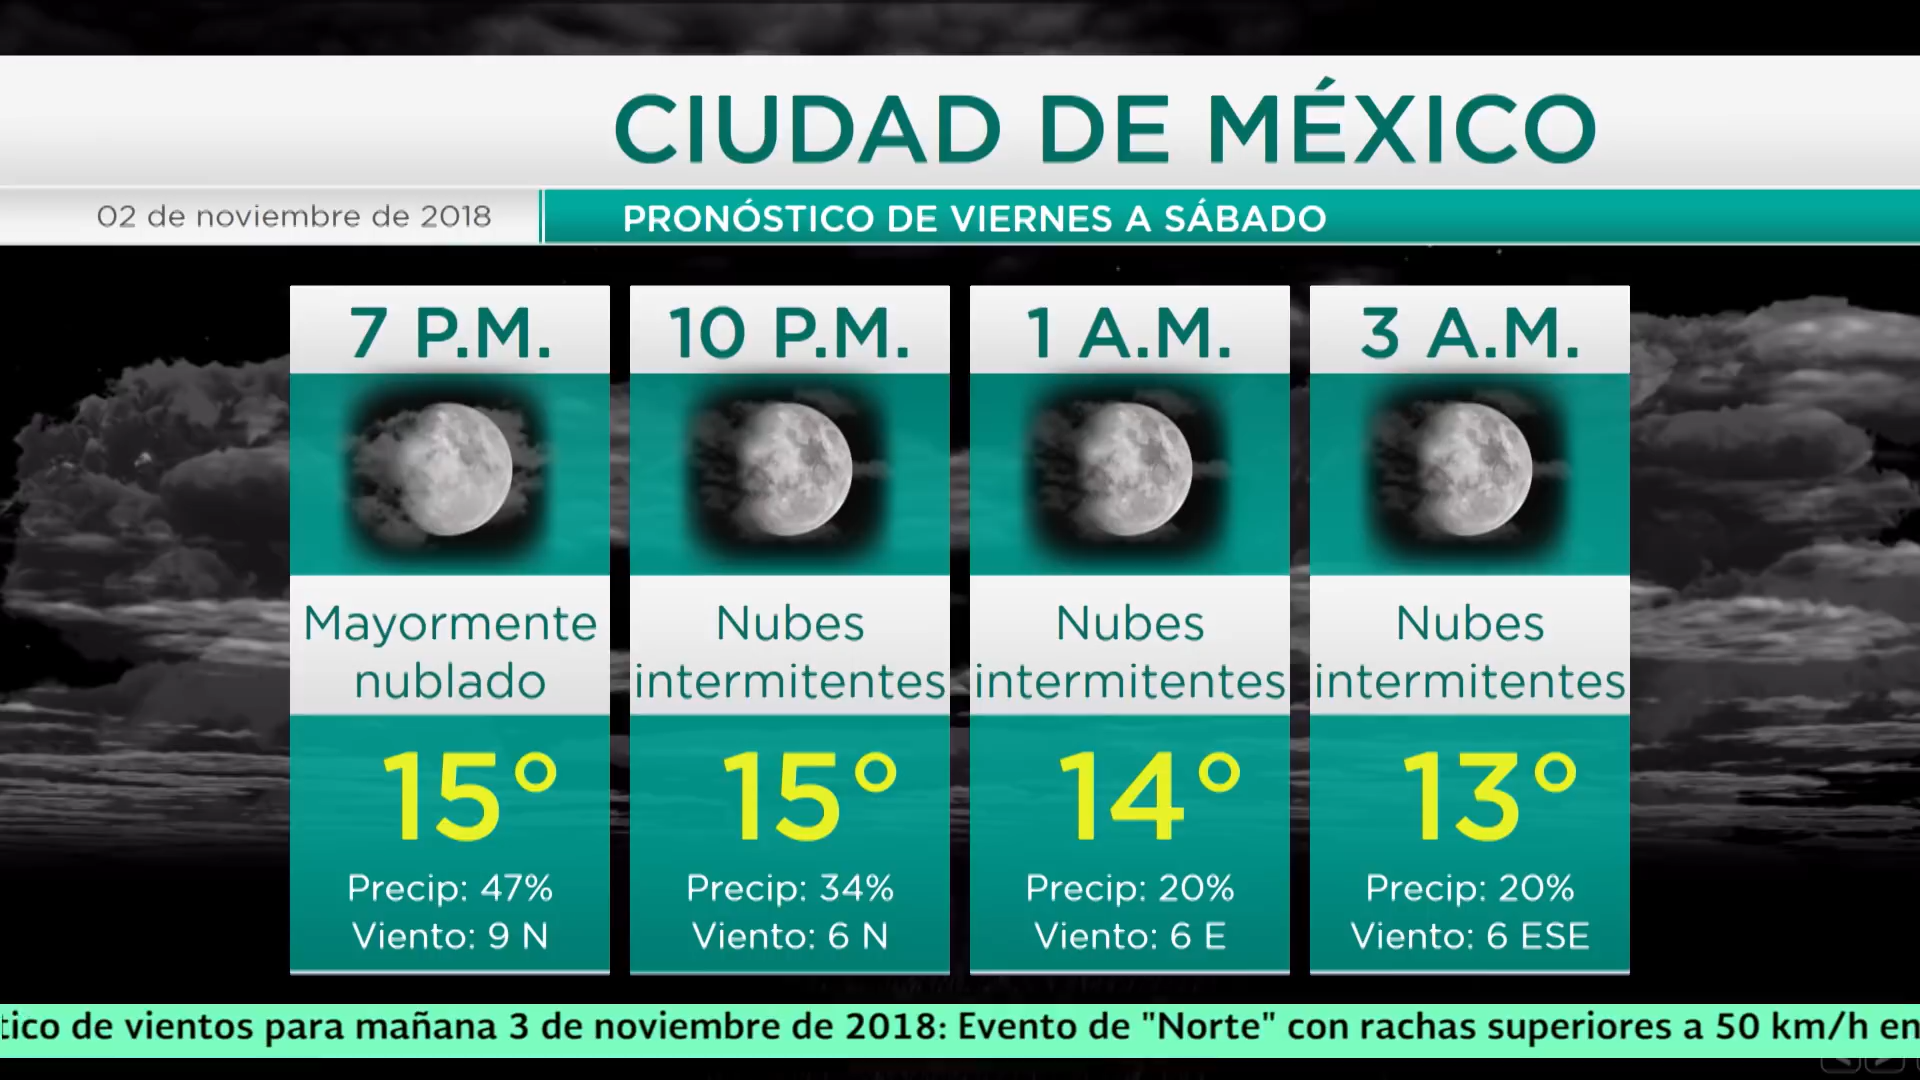 CIUDAD DE MÉXICO
02 de noviembre de 2018
PRONÓSTICO DE VIERNES A SÁBADO
7 P.M.
Mayormente
nublado
15°
Precip: 47%
Viento: 9 N
10 P.M.
Nubes
intermitentes
15°
Precip: 34%
Viento: 6 N
1 A.M.
Nubes
intermitentes
14°
Precip: 20%
Viento: 6 E
3 A.M.
Nubes
intermitentes
13°
Precip: 20%
Viento: 6 ESE
tico de vientos para mañana 3 de noviembre de 2018: Evento de "Norte" con rachas superiores a 50 km/h en